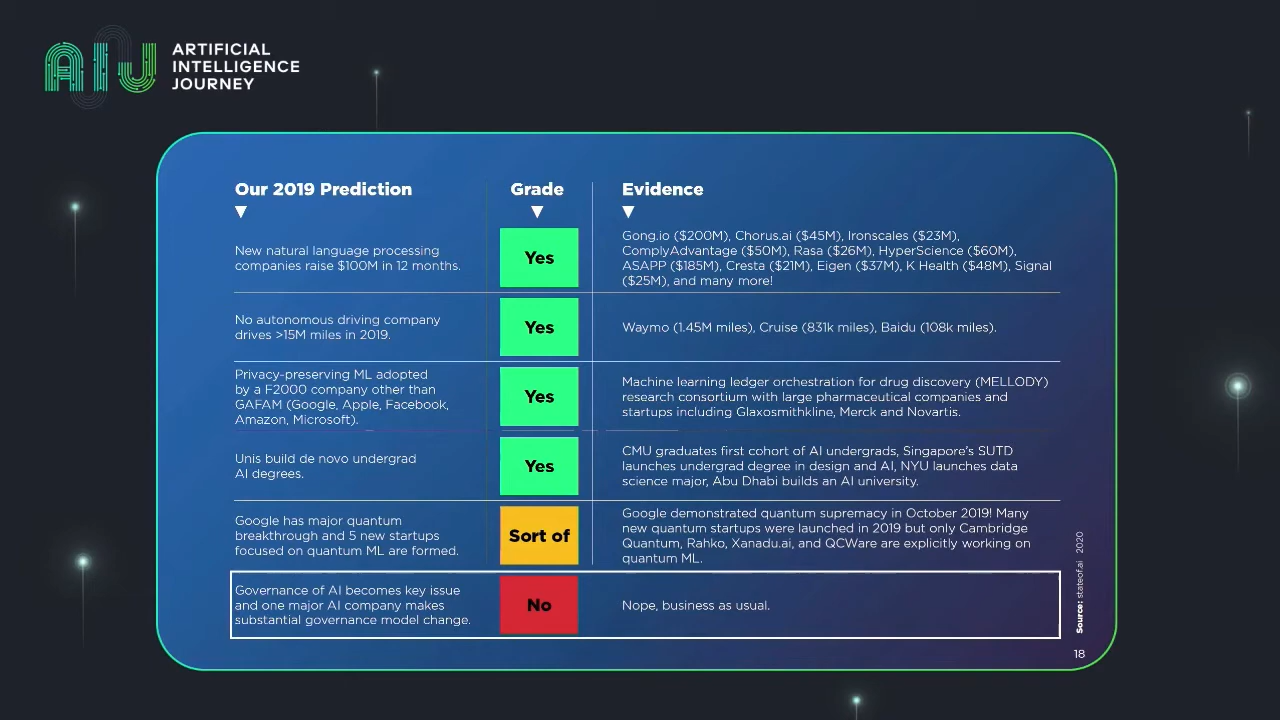 AIJ
ARTIFICIAL
INTELLIGENCE
JOURNEY
Our 2019 Prediction
Grade
Evidence
New natural language processing
companies raise $100M in 12 months.
Yes
Gong.io ($200M), Chorus.ai ($45M), Ironscales ($23M),
ComplyAdvantage ($50M), Rasa ($26M), HyperScience ($60M),
ASAPP ($185M), Cresta ($21M), Eigen ($37M), K Health ($48M), Signal
($25M), and many more!
No autonomous driving company
drives >15M miles in 2019.
Yes
Waymo (1.45M miles), Cruise (831k miles), Baidu (108k miles).
Privacy-preserving ML adopted
by a F2000 company other than
GAFAM (Google, Apple, Facebook,
Amazon, Microsoft).
Yes
Machine learning ledger orchestration for drug discovery (MELLODY)
research consortium with large pharmaceutical companies and
startups including Glaxosmithkline, Merck and Novartis.
Unis build de novo undergrad
AI degrees.
Yes
CMU graduates first cohort of AI undergrads, Singapore's SUTD
launches undergrad degree in design and AI, NYU launches data
science major, Abu Dhabi builds an AI university.
Google has major quantum
breakthrough and 5 new startups
focused on quantum ML are formed.
Sort of
Google demonstrated quantum supremacy in October 2019! Many
new quantum startups were launched in 2019 but only Cambridge
Quantum, Rahko, Xanadu.ai, and QCWare are explicitly working on
quantum ML.
Governance of AI becomes key issue
and one major AI company makes
substantial governance model change.
No
Nope, business as usual.
Source: stateof.ai 2020
18